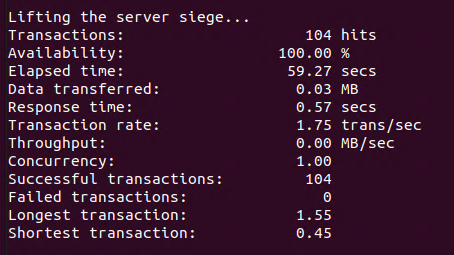 Lifting the server siege...
Transactions: 104 hits
Availability: 100.00 %
Elapsed time: 59.27 secs
Data transferred: 0.03 MB
Response time: 0.57 secs
Transaction rate: 1.75 trans/sec
Throughput: 0.00 MB/sec
Concurrency: 1.00
Successful transactions: 104
Failed transactions: 0
Longest transaction: 1.55
Shortest transaction: 0.45